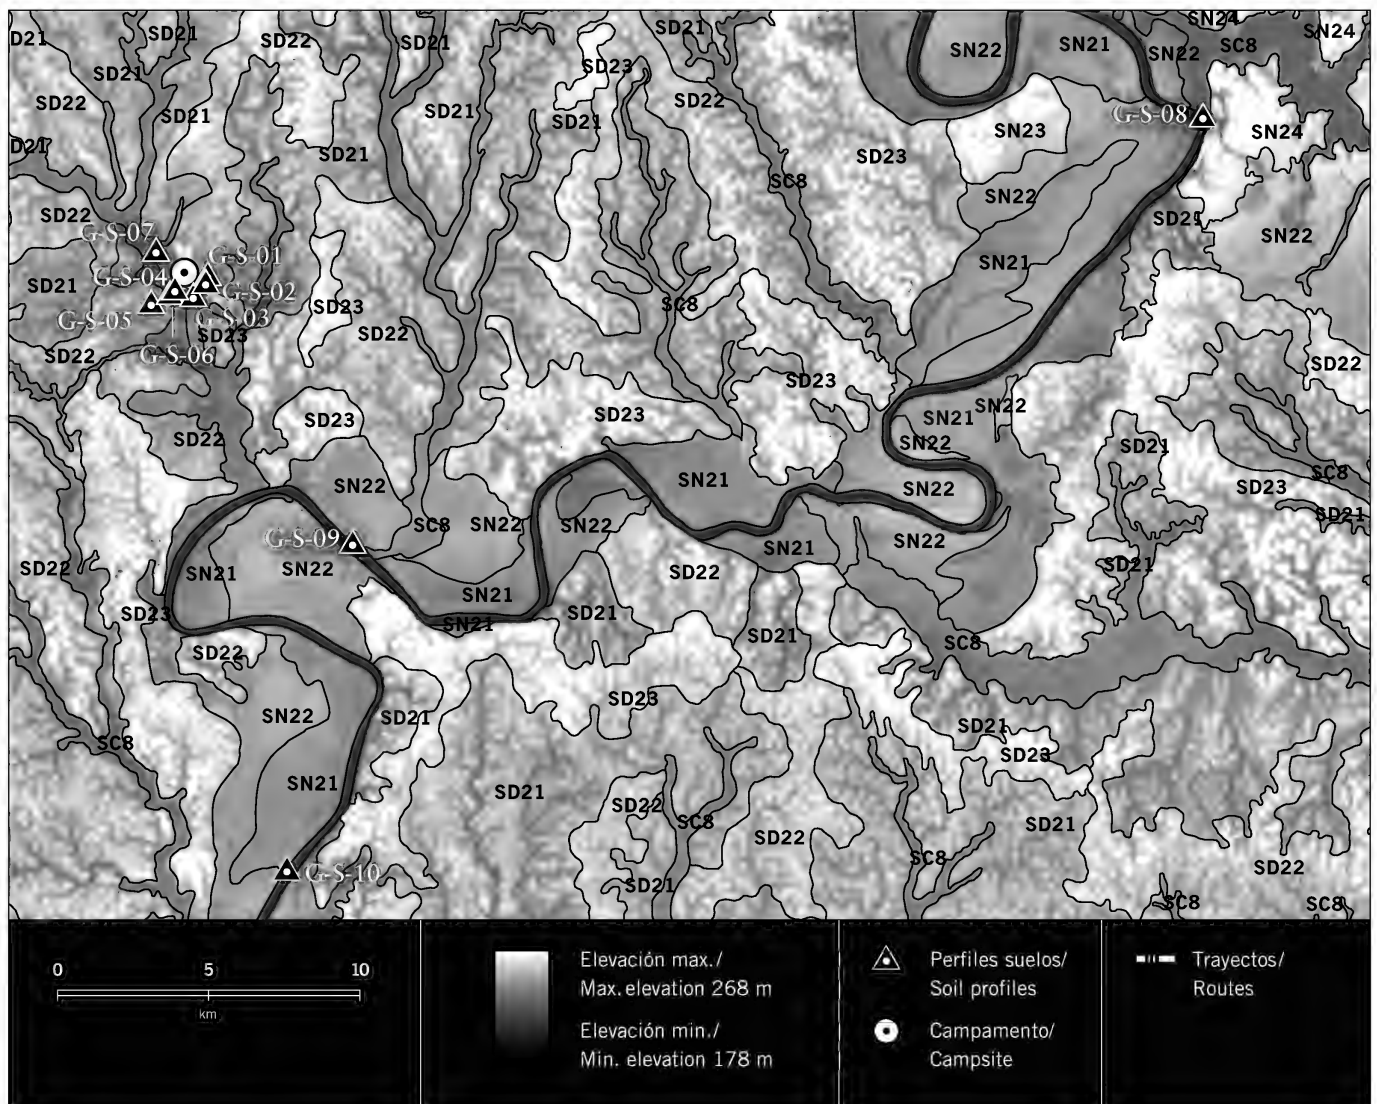 D21
SD21
SD22
SD21
SD21
SN24
SN24
SC8
SN22
SN21
SN22
SD21
SD23
SD22
SD21
SD22
SD21
SD21
SD21
G-S-08
SN23
SN24
D21
SD21
SD23
SC8
SN22
SD22
SD21
G-S-07
SN22
G-S-01
G-S-04
SN21
SD21
G-S-02
SD23
SC8
G-S-05
G-S-03
SD23
SD22
SD22
G-S-06
SD22
SD23
SN22
SN21
SD23
SD23
SN22
SD22
SD21
SC8
SN21
SN22
SN22
SD23
SD21
SC8
SN22
SN22
G-S-09
SN22
SN21
SN22
SD21
SD22
SN21
SD22
SN21
SD23
SN21
SD21
SD21
SC8
SD22
SD23
SN22
SD21
SD21
SC8
SD23
SN21
SD21
SD22
SC8
SD21
SD22
SC8
SD22
G-S-10
SD21
SC8
SC8
0
5
10
km
Elevación max./
Max. elevation 268 m
Elevación min./
Min. elevation 178 m
Perfiles suelos/
Soil profiles
Campamento/
Campsite
Trayectos/
Routes